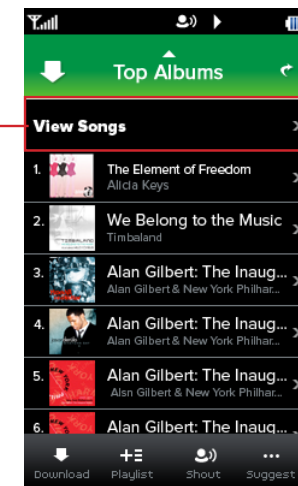 Top Albums
View Songs
1.
The Element of Freedom
Alicia Keys
2.
We Belong to the Music
Timbaland
3.
Alan Gilbert: The Inaug...
Alan Gilbert & New York Philhar...
4.
Alan Gilbert: The Inaug...
Alan Gilbert & New York Philhar...
5.
Alan Gilbert: The Inaug...
Alsn Gilbert & New York Philhar...
6.
Alan Gilbert: The Inaug...
Download Playlist Shout Suggest